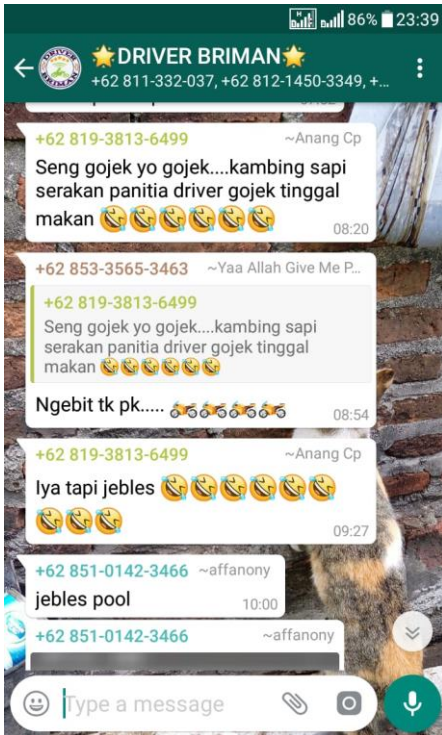 86% 23:39
🌟DRIVER BRIMAN🌟
+62 811-332-037, +62 812-1450-3349, +...
+62 819-3813-6499 ~Anang Cp
Seng gojek yo gojek....kambing sapi
serakan panitia driver gojek tinggal
makan 🤣🤣🤣🤣🤣🤣
08:20
+62 853-3565-3463 ~Yaa Allah Give Me P...
+62 819-3813-6499
Seng gojek yo gojek....kambing sapi
serakan panitia driver gojek tinggal
makan 🤣🤣🤣🤣🤣🤣
Ngebit tk pk..... 🏍🏍🏍🏍
08:54
+62 819-3813-6499 ~Anang Cp
Iya tapi jebles 🤣🤣🤣🤣🤣🤣
🤣🤣🤣
09:27
+62 851-0142-3466 ~affanony
jebles pool
10:00
+62 851-0142-3466 ~affanony
Type a message